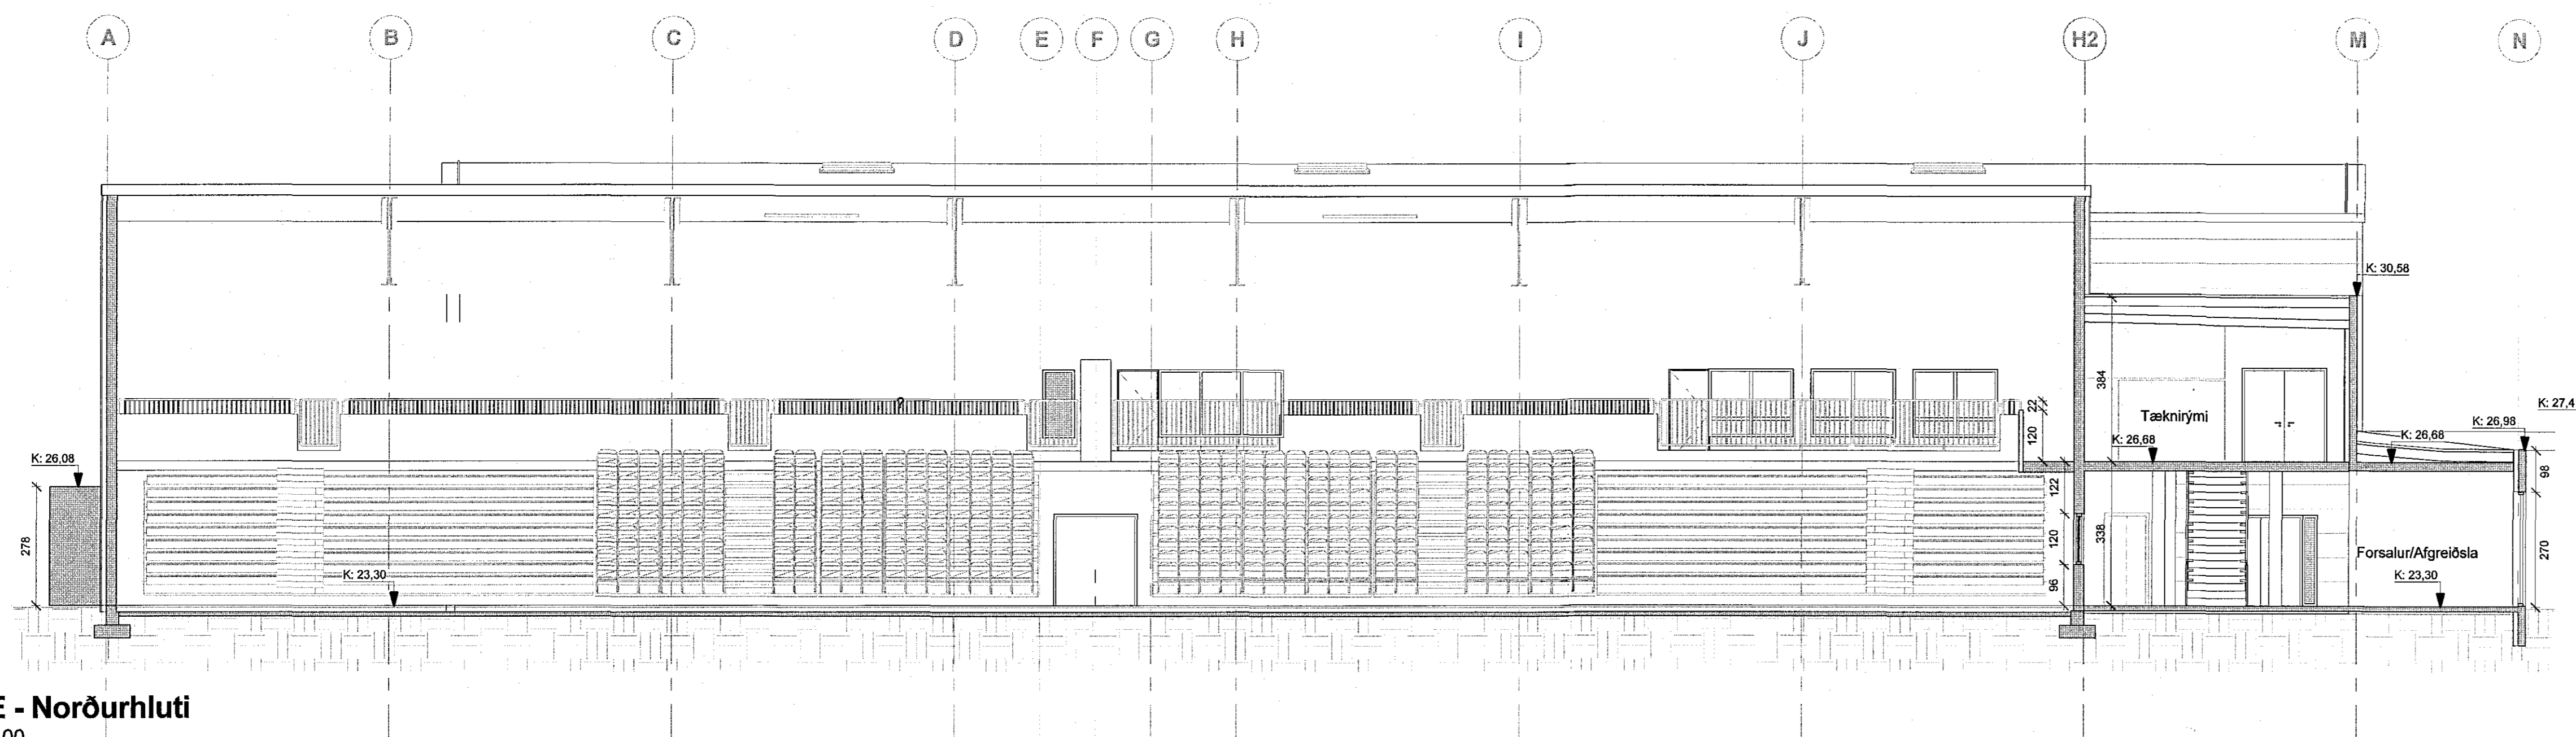 A B C D E F G H I J H2 M N
K: 30,58
384
K: 27,4
22
Tæknirými
K: 26,98
120
K: 26,68
K: 26,68
K: 26,08
98
122
278
120
338
270
Forsalur/Afgreiðsla
K: 23,30
K: 23,30
96
E - Norðurhluti
00